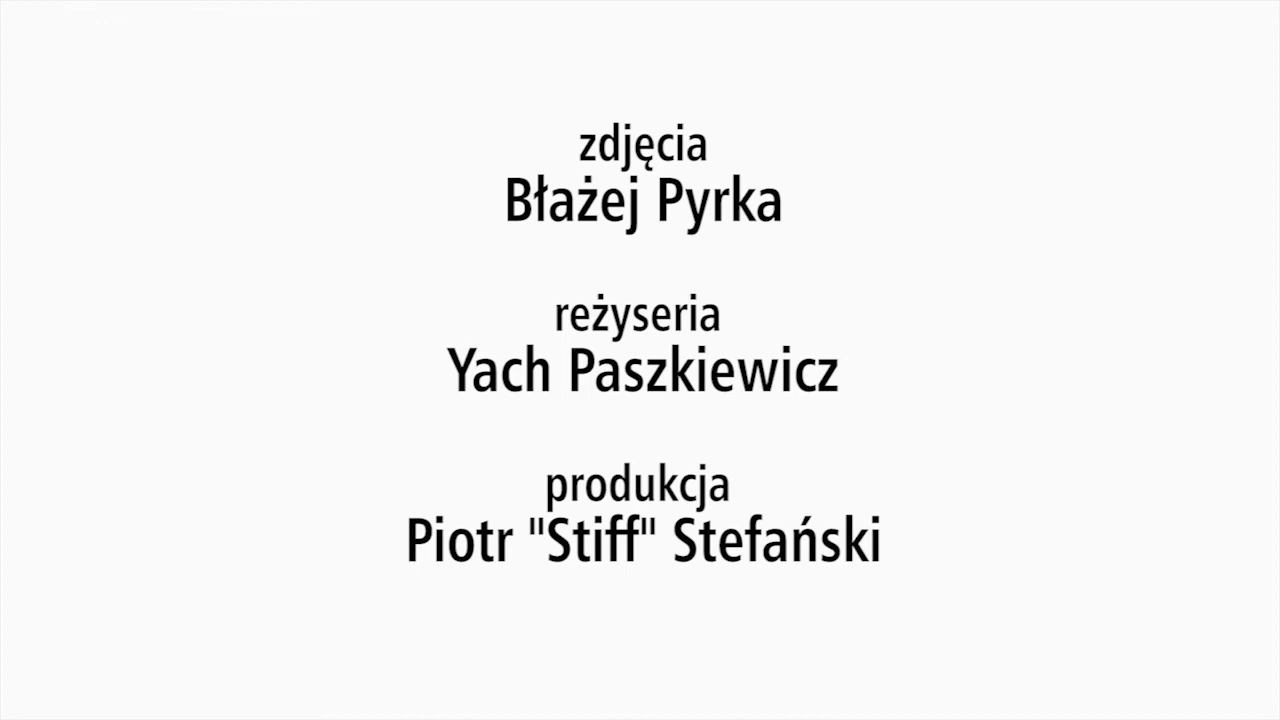 zdjęcia
Błażej Pyrka
reżyseria
Yach Paszkiewicz
produkcja
Piotr "Stiff" Stefański